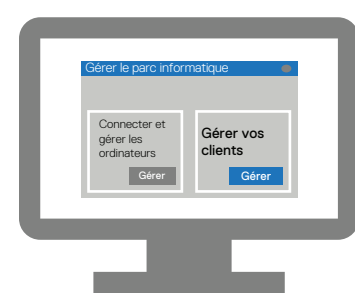 Gérer le parc informatique
Connecter et
gérer les
ordinateurs
Gérer
Gérer vos
clients
Gérer